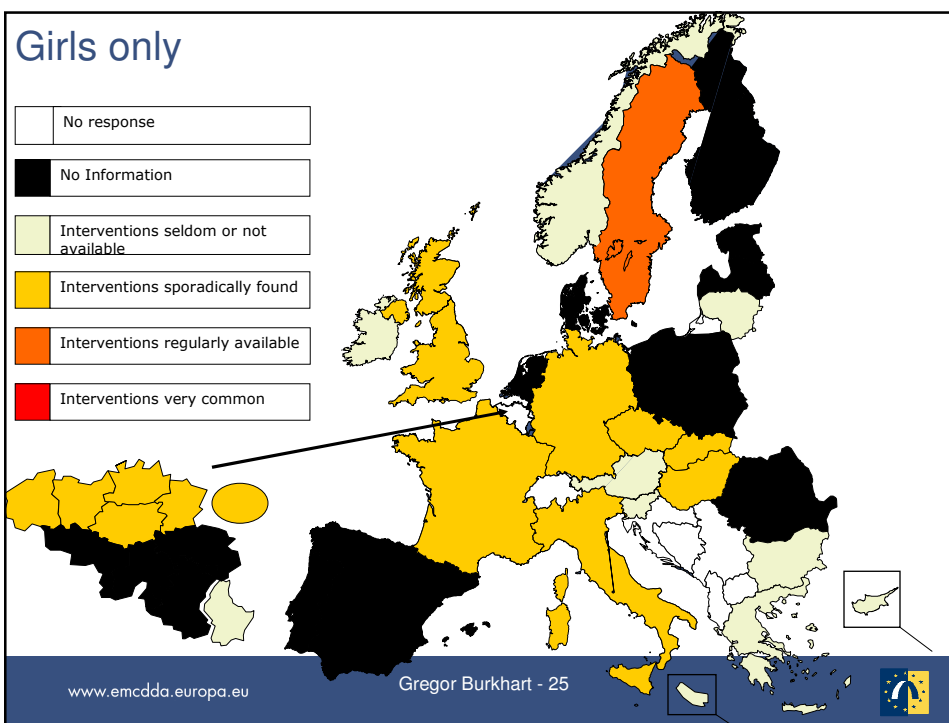 Girls only
No response
No Information
Interventions seldom or not
available
Interventions sporadically found
Interventions regularly available
Interventions very common
www.emcdda.europa.eu
Gregor Burkhart - 25